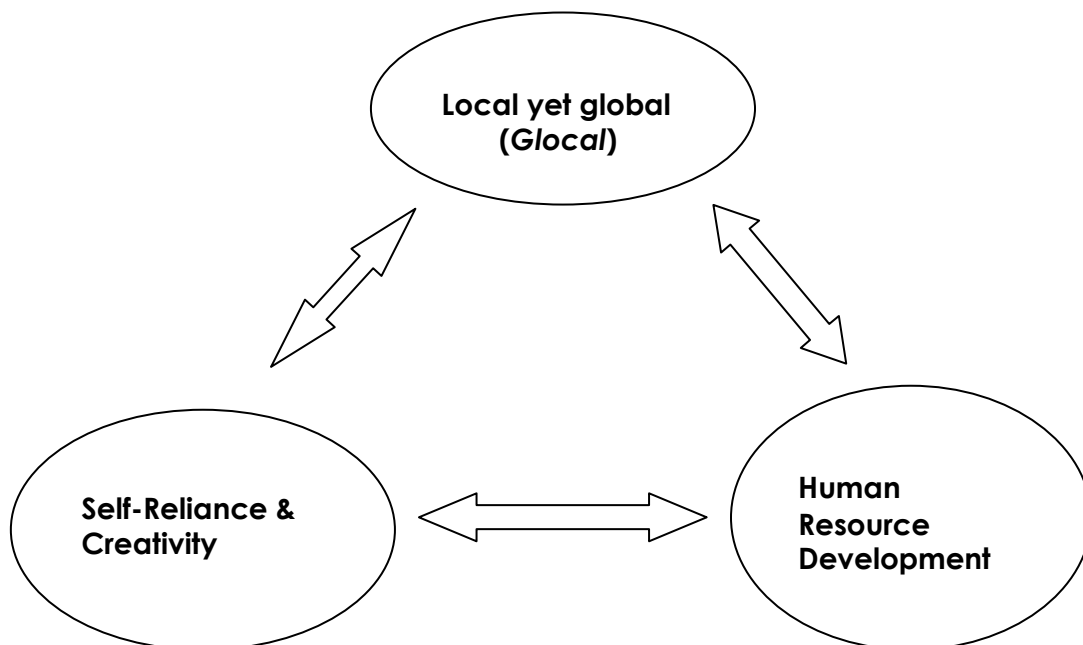 Local yet global
(Glocal)
Self-Reliance &
Creativity
Human
Resource
Development